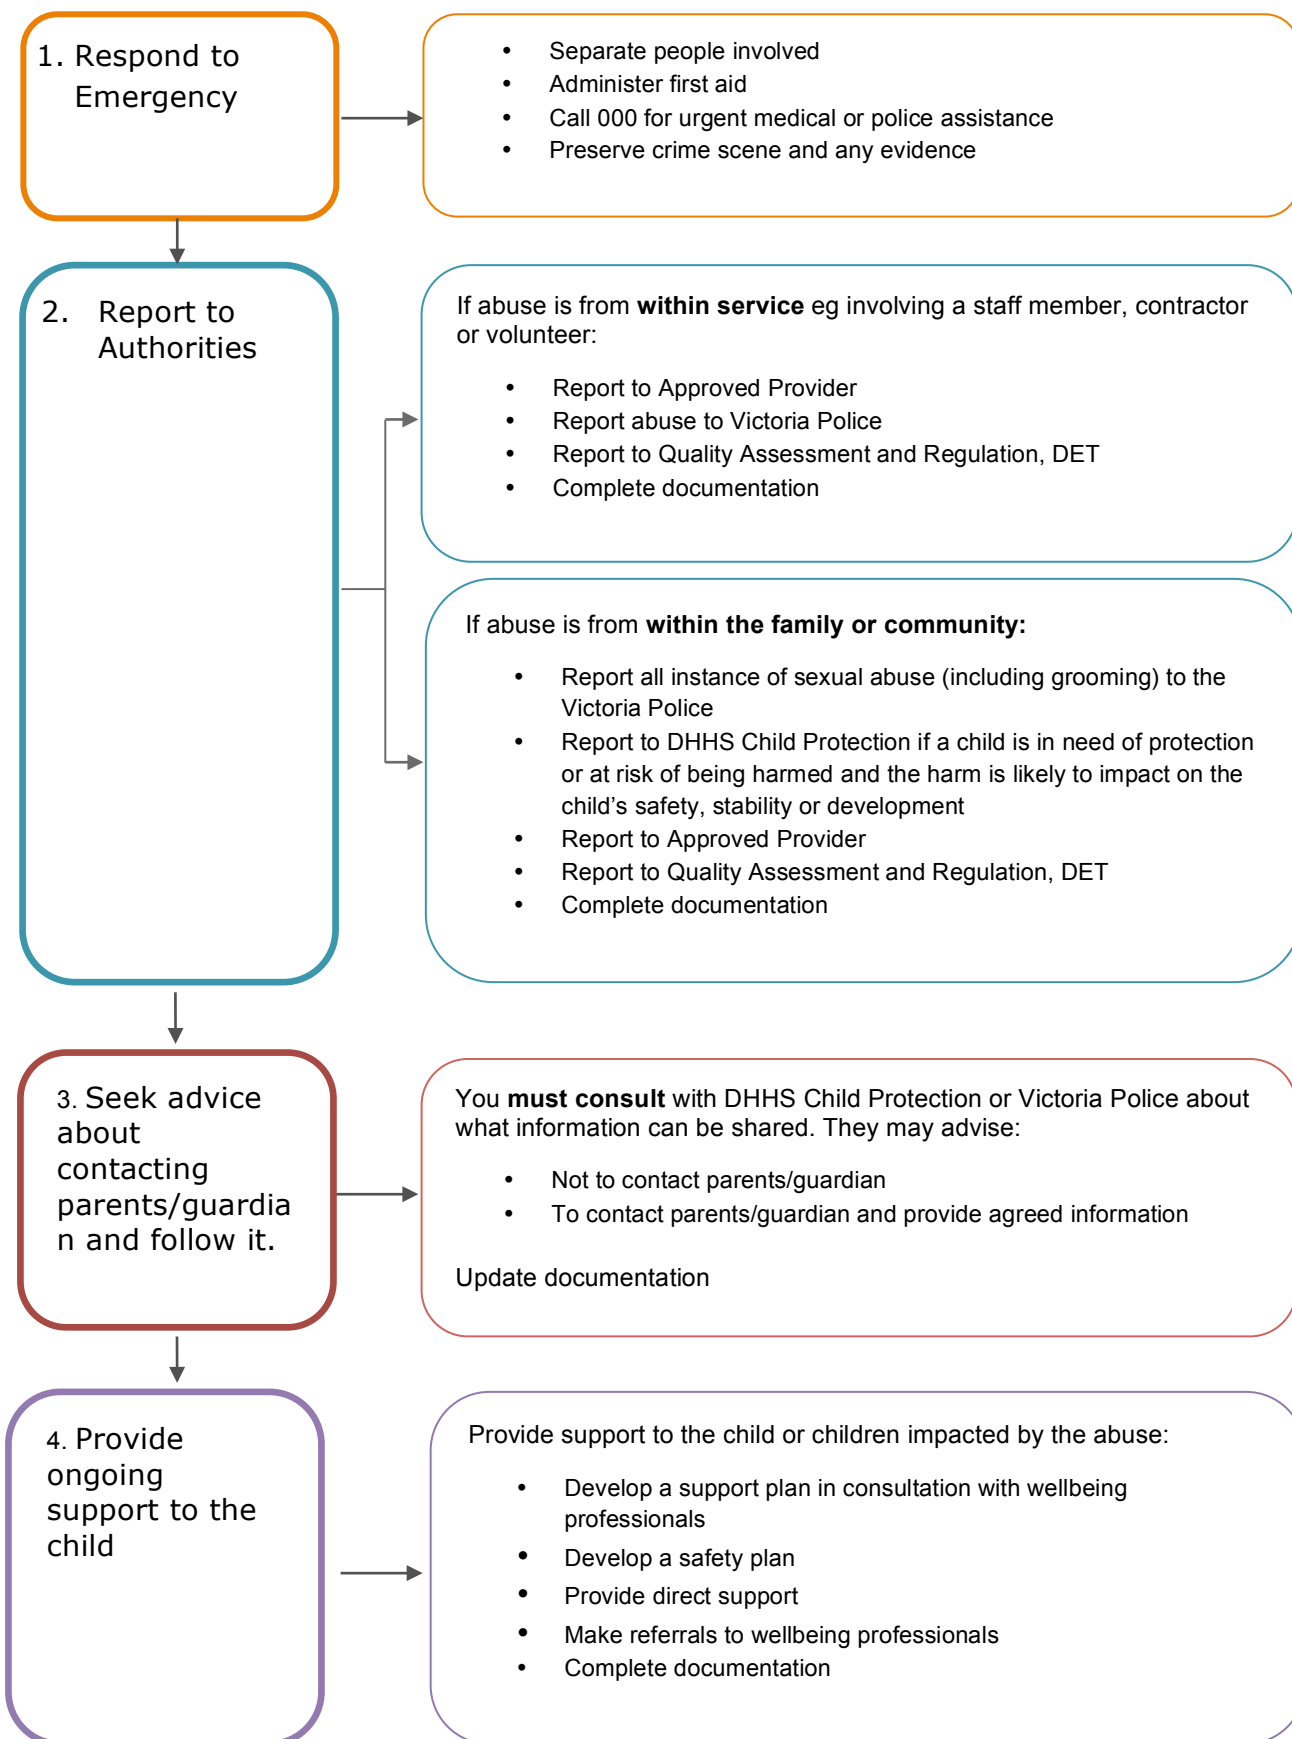 1. Respond to
Emergency
• Separate people involved
• Administer first aid
• Call 000 for urgent medical or police assistance
• Preserve crime scene and any evidence
2. Report to
Authorities
If abuse is from within service eg involving a staff member, contractor
or volunteer:
• Report to Approved Provider
• Report abuse to Victoria Police
• Report to Quality Assessment and Regulation, DET
• Complete documentation
If abuse is from within the family or community:
• Report all instance of sexual abuse (including grooming) to the
Victoria Police
• Report to DHHS Child Protection if a child is in need of protection
or at risk of being harmed and the harm is likely to impact on the
child’s safety, stability or development
• Report to Approved Provider
• Report to Quality Assessment and Regulation, DET
• Complete documentation
3. Seek advice
about
contacting
parents/guardia
n and follow it.
You must consult with DHHS Child Protection or Victoria Police about
what information can be shared. They may advise:
• Not to contact parents/guardian
• To contact parents/guardian and provide agreed information
Update documentation
4. Provide
ongoing
support to the
child
Provide support to the child or children impacted by the abuse:
• Develop a support plan in consultation with wellbeing
professionals
• Develop a safety plan
• Provide direct support
• Make referrals to wellbeing professionals
• Complete documentation